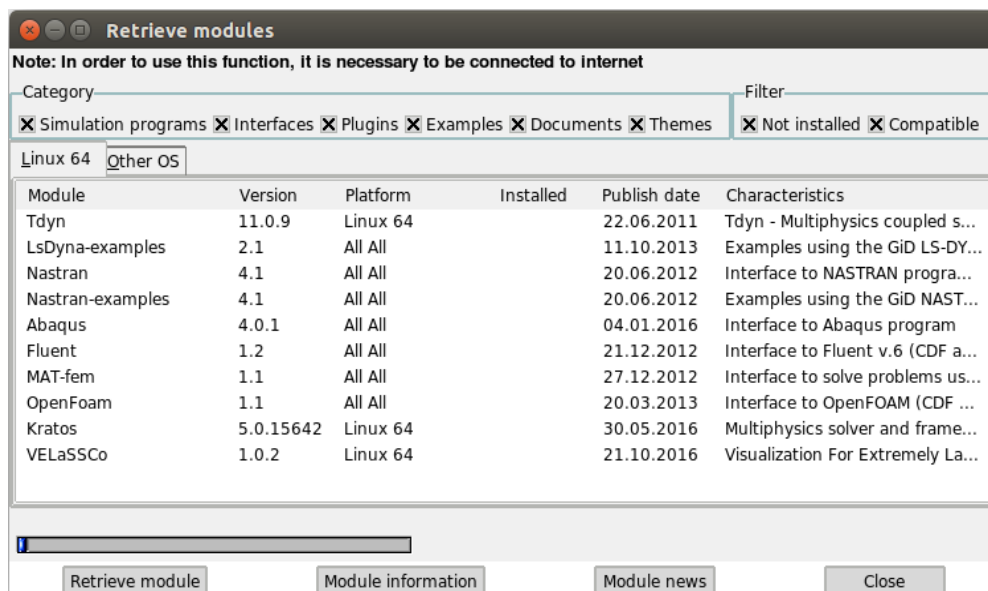 Retrieve modules
Note: In order to use this function, it is necessary to be connected to internet
Category Filter
Simulation programs Interfaces Plugins Examples Documents Themes Not installed Compatible
Linux 64 Other OS
Module Version Platform Installed Publish date Characteristics
Tdyn 11.0.9 Linux 64 22.06.2011 Tdyn - Multiphysics coupled s...
LsDyna-examples 2.1 All All 11.10.2013 Examples using the GiD LS-DY...
Nastran 4.1 All All 20.06.2012 Interface to NASTRAN progra...
Nastran-examples 4.1 All All 20.06.2012 Examples using the GiD NAST...
Abaqus 4.0.1 All All 04.01.2016 Interface to Abaqus program
Fluent 1.2 All All 21.12.2012 Interface to Fluent v.6 (CDF a...
MAT-fem 1.1 All All 27.12.2012 Interface to solve problems us...
OpenFoam 1.1 All All 20.03.2013 Interface to OpenFOAM (CDF ...
Kratos 5.0.15642 Linux 64 30.05.2016 Multiphysics solver and frame...
VELaSSCo 1.0.2 Linux 64 21.10.2016 Visualization For Extremely La...
Retrieve module Module information Module news Close